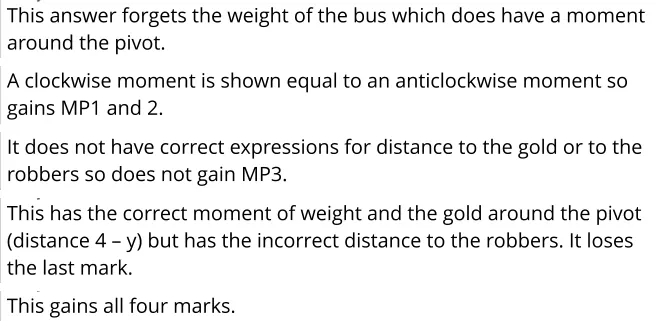 This answer forgets the weight of the bus which does have a moment
around the pivot.
A clockwise moment is shown equal to an anticlockwise moment so
gains MP1 and 2.
It does not have correct expressions for distance to the gold or to the
robbers so does not gain MP3.
This has the correct moment of weight and the gold around the pivot
(distance 4 – y) but has the incorrect distance to the robbers. It loses
the last mark.
This gains all four marks.